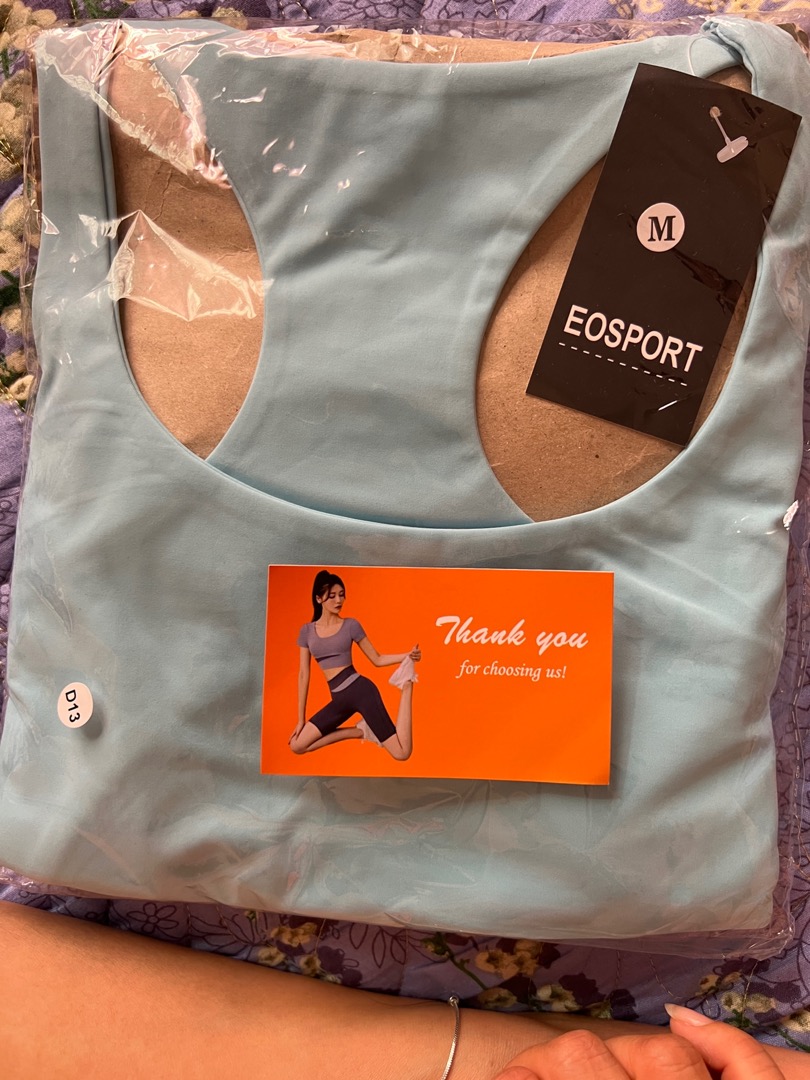 M
EOSPORT
Thank you
for choosing us!
D13